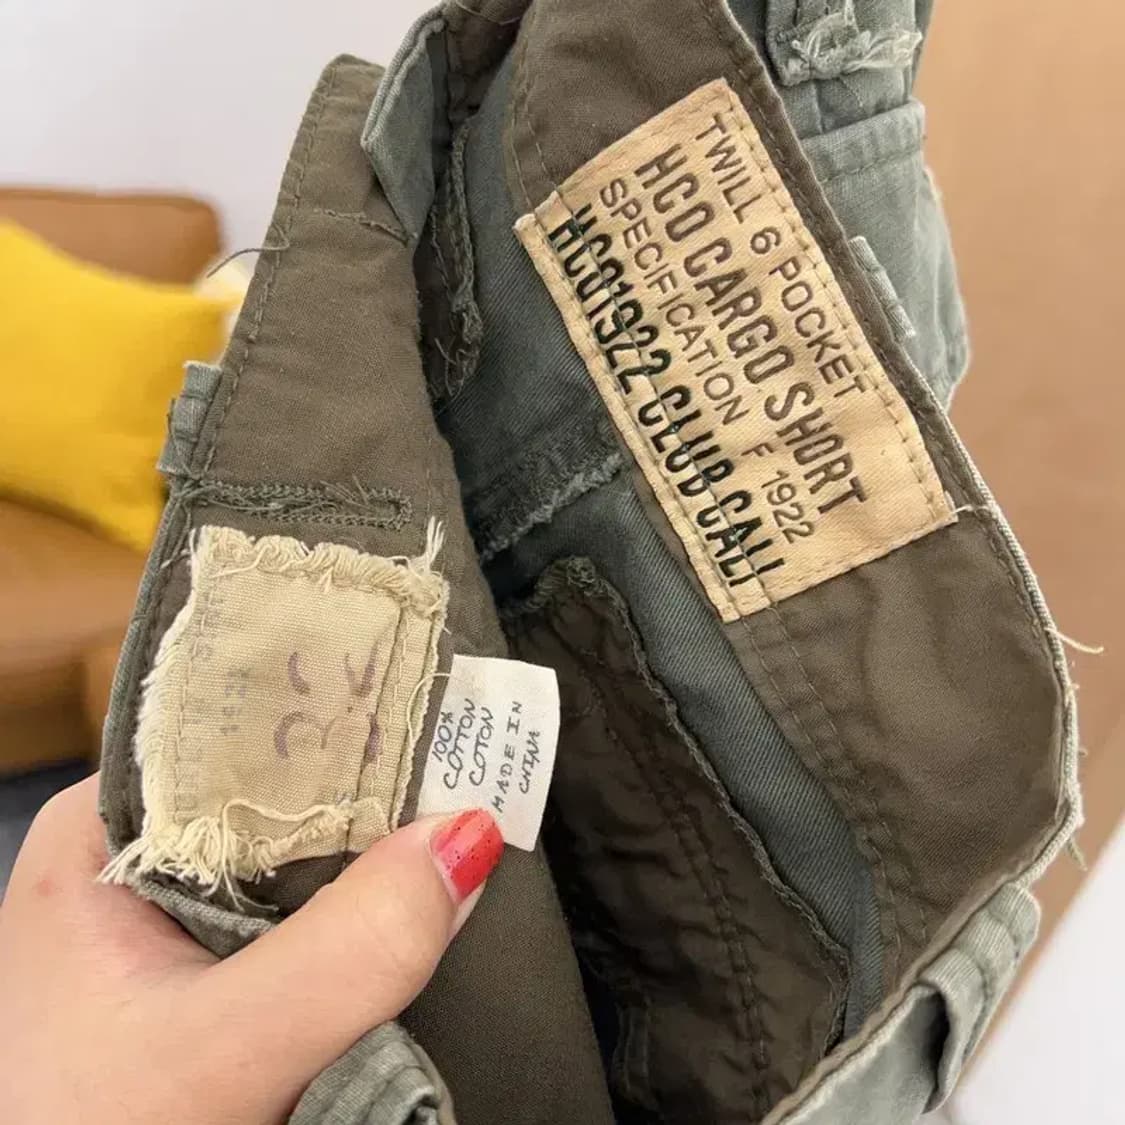 TWILL 6 POCKET
HCO CARGO SHORT
SPECIFICATION F 1922
HCO1922 CLUB CALI
100%
COTTON
COTON
MADE IN
CHINA